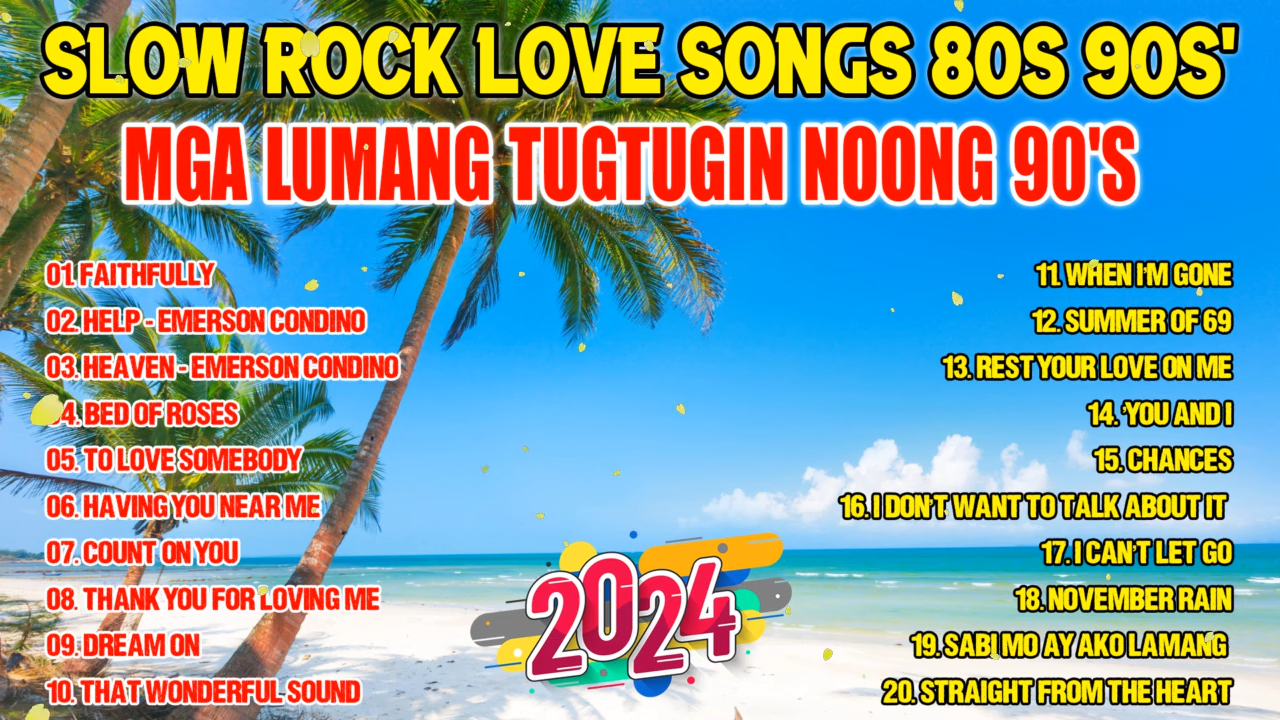 SLOW ROCK LOVE SONGS 80S 90S'
MGA LUMANG TUGTUGIN NOONG 90'S
01. FAITHFULLY
02. HELP - EMERSON CONDINO
03. HEAVEN - EMERSON CONDINO
04. BED OF ROSES
05. TO LOVE SOMEBODY
06. HAVING YOU NEAR ME
07. COUNT ON YOU
08. THANK YOU FOR LOVING ME
09. DREAM ON
10. THAT WONDERFUL SOUND
11. WHEN I'M GONE
12. SUMMER OF 69
13. REST YOUR LOVE ON ME
14. 'YOU AND I
15. CHANCES
16. I DON'T WANT TO TALK ABOUT IT
17. I CAN'T LET GO
18. NOVEMBER RAIN
19. SABI MO AY AKO LAMANG
20. STRAIGHT FROM THE HEART
2024